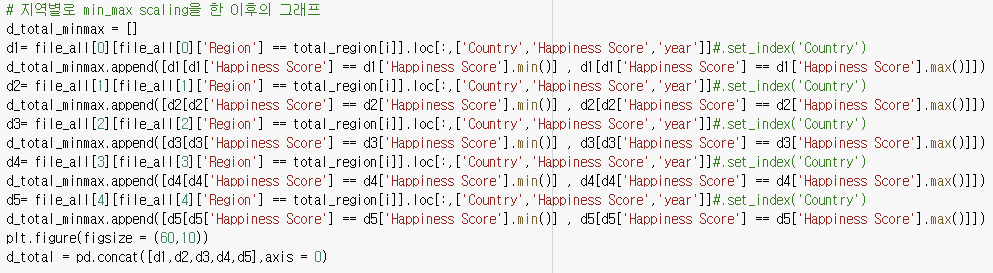 # 지역별로 min_max scaling을 한 이후의 그래프
d_total_minmax = []
d1= file_all[0][file_all[0]['Region'] == total_region[i]].loc[:,['Country','Happiness Score','year']]#.set_index('Country')
d_total_minmax.append([d1[d1['Happiness Score'] == d1['Happiness Score'].min()] , d1[d1['Happiness Score'] == d1['Happiness Score'].max()]])
d2= file_all[1][file_all[1]['Region'] == total_region[i]].loc[:,['Country','Happiness Score','year']]#.set_index('Country')
d_total_minmax.append([d2[d2['Happiness Score'] == d2['Happiness Score'].min()] , d2[d2['Happiness Score'] == d2['Happiness Score'].max()]])
d3= file_all[2][file_all[2]['Region'] == total_region[i]].loc[:,['Country','Happiness Score','year']]#.set_index('Country')
d_total_minmax.append([d3[d3['Happiness Score'] == d3['Happiness Score'].min()] , d3[d3['Happiness Score'] == d3['Happiness Score'].max()]])
d4= file_all[3][file_all[3]['Region'] == total_region[i]].loc[:,['Country','Happiness Score','year']]#.set_index('Country')
d_total_minmax.append([d4[d4['Happiness Score'] == d4['Happiness Score'].min()] , d4[d4['Happiness Score'] == d4['Happiness Score'].max()]])
d5= file_all[4][file_all[4]['Region'] == total_region[i]].loc[:,['Country','Happiness Score','year']]#.set_index('Country')
d_total_minmax.append([d5[d5['Happiness Score'] == d5['Happiness Score'].min()] , d5[d5['Happiness Score'] == d5['Happiness Score'].max()]])
plt.figure(figsize = (60,10))
d_total = pd.concat([d1,d2,d3,d4,d5],axis = 0)